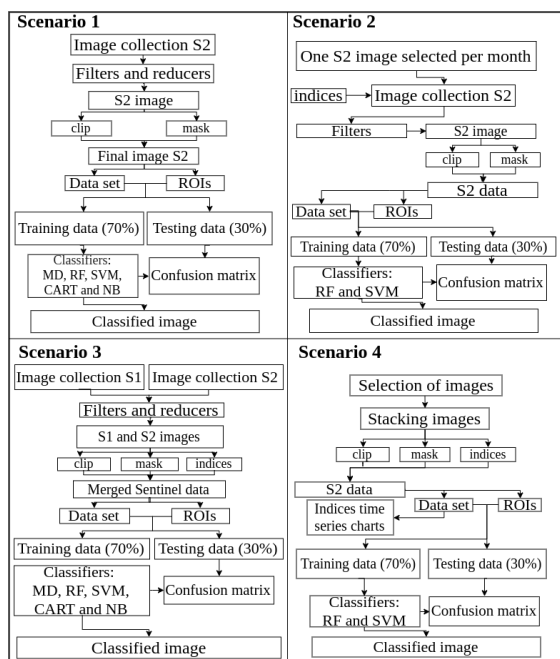 Scenario 1
Image collection S2
Filters and reducers
S2 image
clip
mask
Final image S2
Data set
ROIs
Training data (70%)
Testing data (30%)
Classifiers:
MD, RF, SVM,
CART and NB
Confusion matrix
Classified image
Scenario 2
One S2 image selected per month
indices
Image collection S2
Filters
S2 image
clip
mask
S2 data
Data set
ROIs
Training data (70%)
Testing data (30%)
Classifiers:
RF and SVM
Confusion matrix
Classified image
Scenario 3
Image collection S1
Image collection S2
Filters and reducers
S1 and S2 images
clip
mask
indices
Merged Sentinel data
Data set
ROIs
Training data (70%)
Testing data (30%)
Classifiers:
MD, RF, SVM,
CART and NB
Confusion matrix
Classified image
Scenario 4
Selection of images
Stacking images
clip
mask
indices
S2 data
Indices time
series charts
Data set
ROIs
Training data (70%)
Testing data (30%)
Classifiers:
RF and SVM
Confusion matrix
Classified image